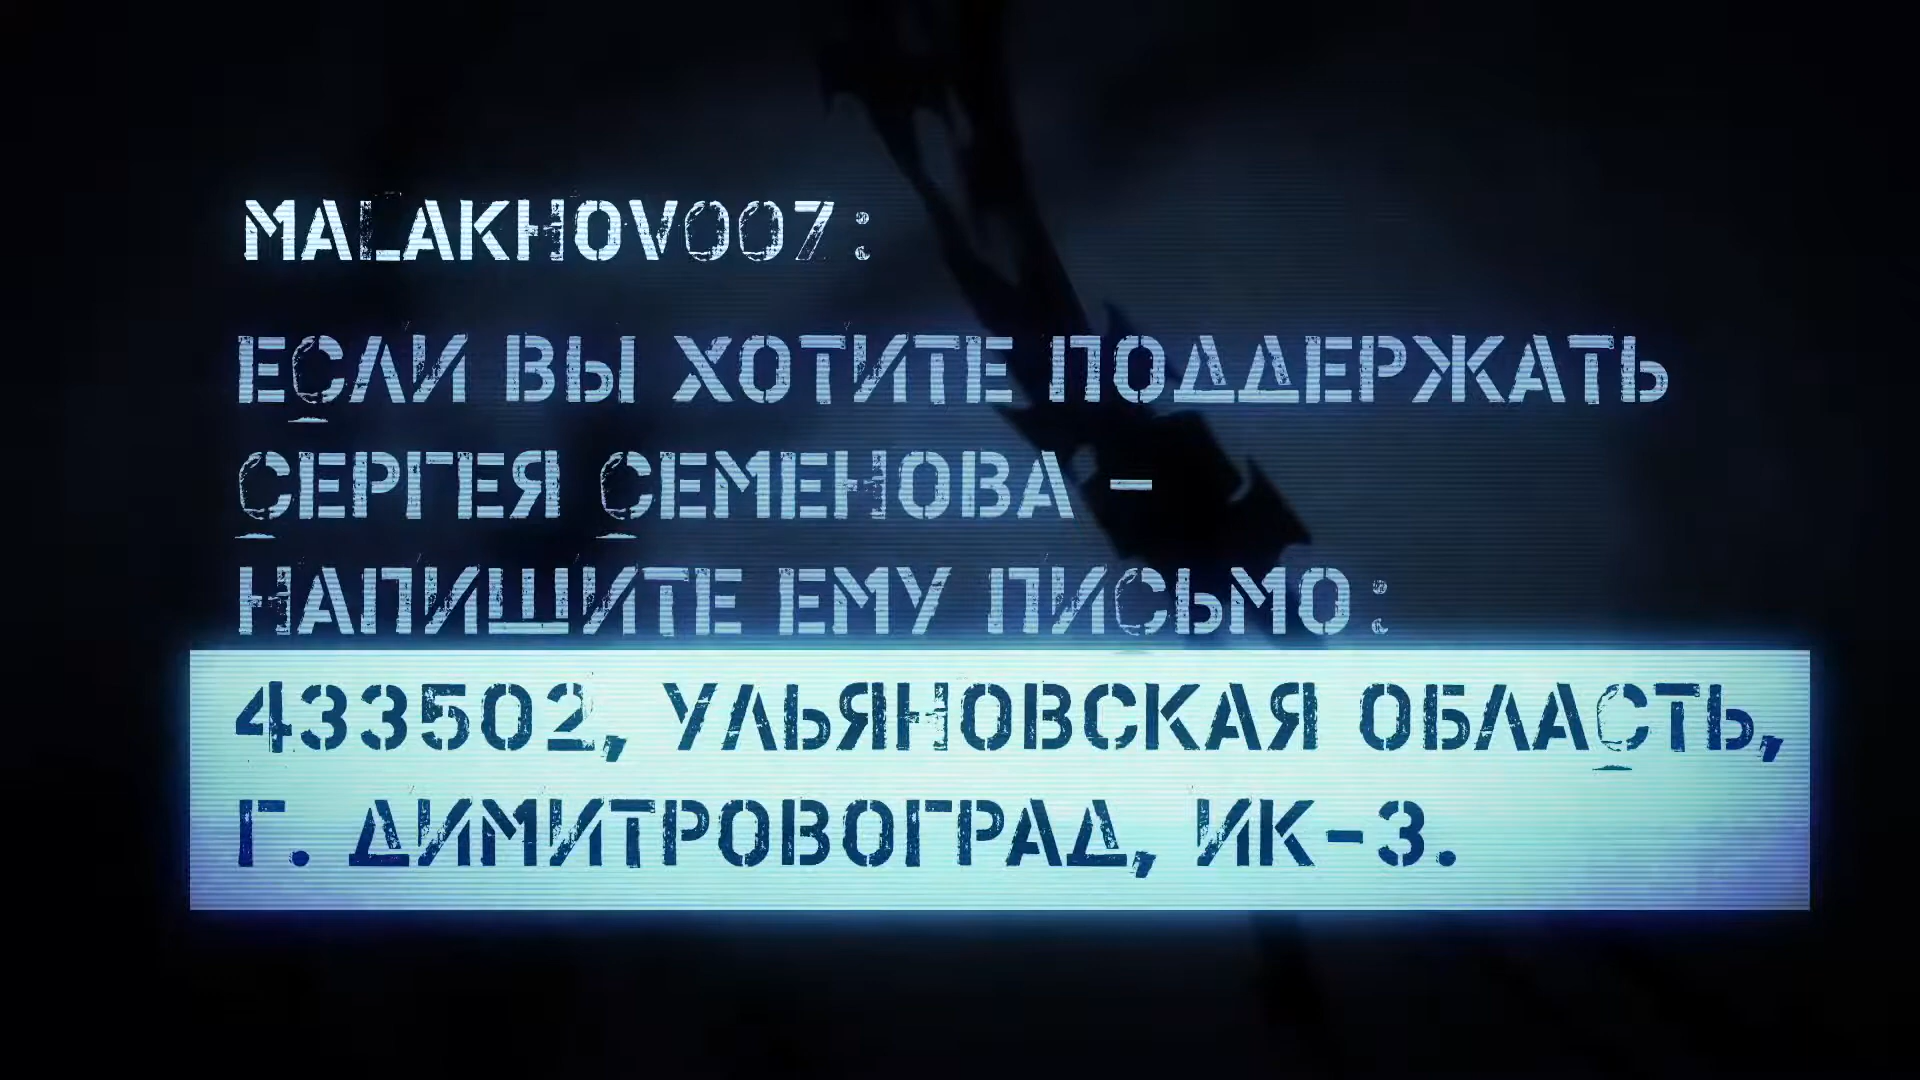 MALAKHOV007:
ЕСЛИ ВЫ ХОТИТЕ ПОДДЕРЖАТЬ
СЕРГЕЯ СЕМЕНОВА –
НАПИШИТЕ ЕМУ ПИСЬМО:
433502, УЛЬЯНОВСКАЯ ОБЛАСТЬ,
Г. ДИМИТРОВОГРАД, ИК-3.